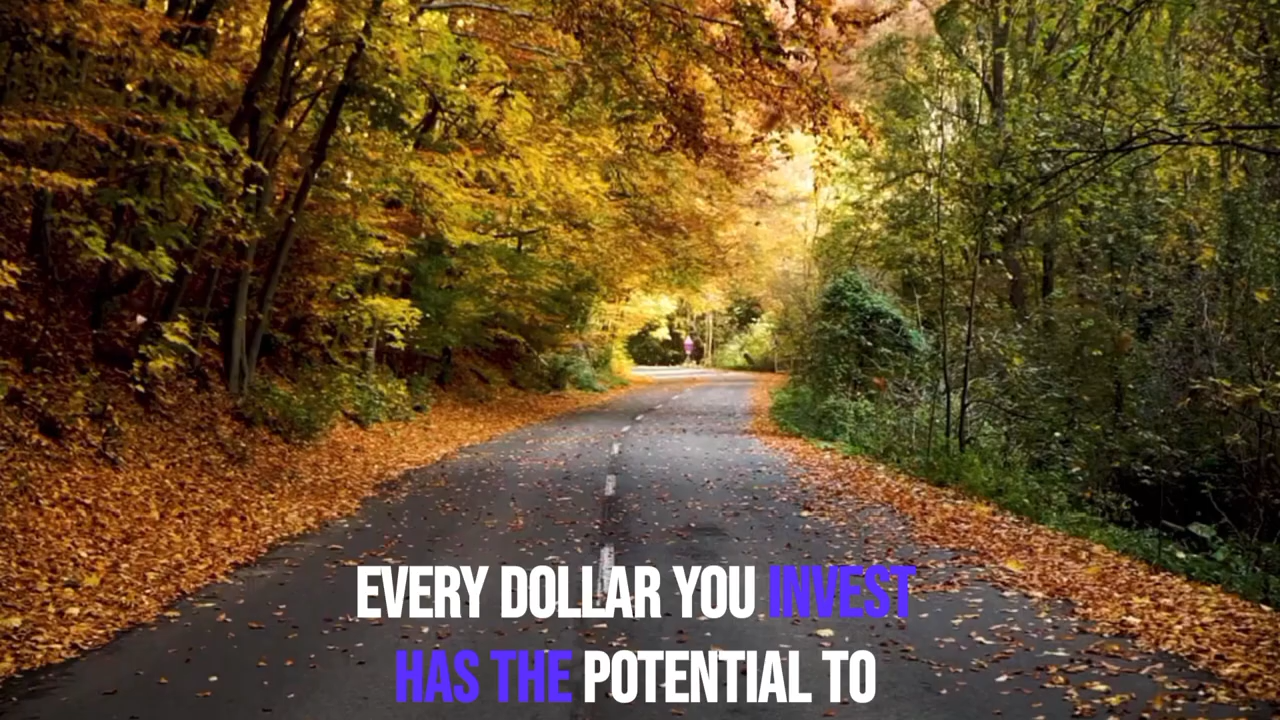 EVERY DOLLAR YOU INVEST
HAS THE POTENTIAL TO